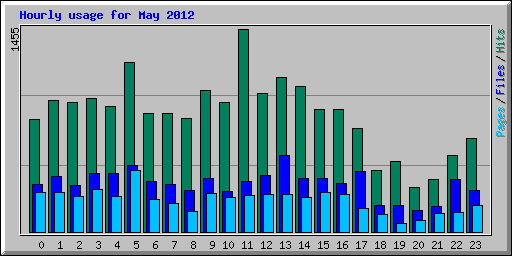 Hourly usage for May 2012
1455
Pages / Files / Hits
0 1 2 3 4 5 6 7 8 9 10 11 12 13 14 15 16 17 18 19 20 21 22 23